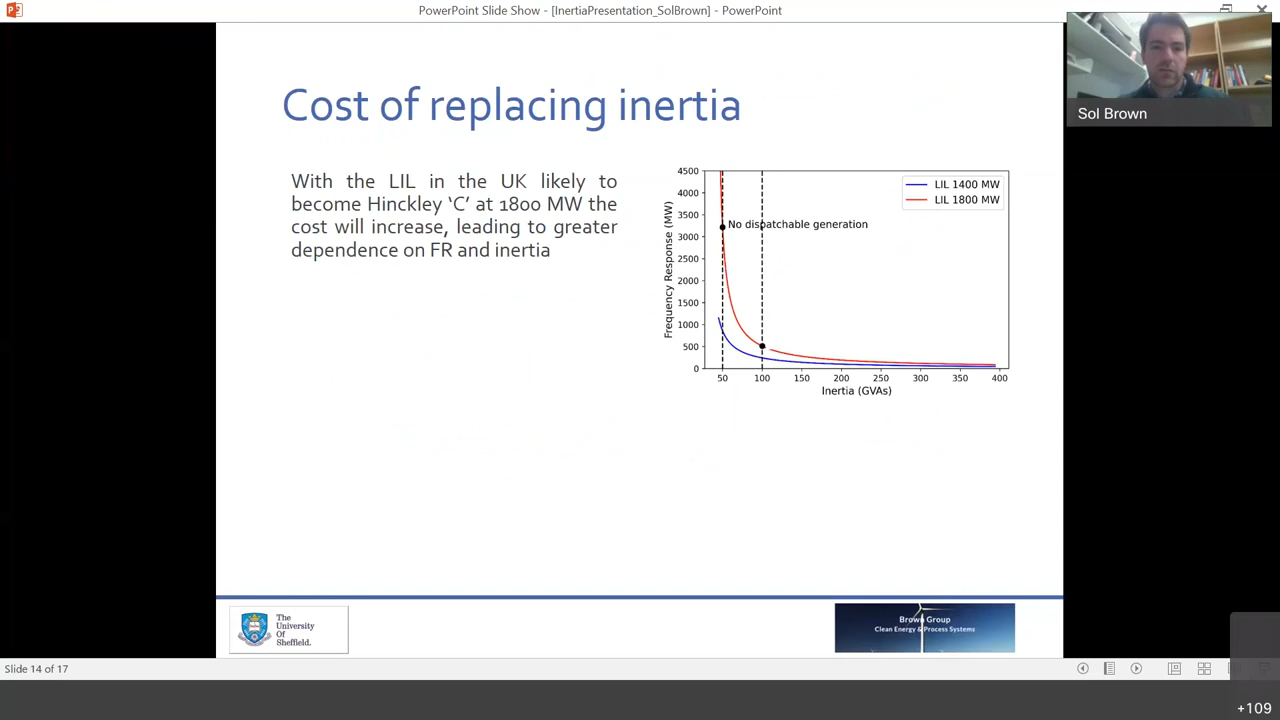 PowerPoint Slide Show - [InertiaPresentation_SolBrown] - PowerPoint
Sol Brown
Cost of replacing inertia
With the LIL in the UK likely to
become Hinckley ‘C’ at 1800 MW the
cost will increase, leading to greater
dependence on FR and inertia
4500
4000
3500
3000
2500
2000
1500
1000
500
0
Frequency Response (MW)
LIL 1400 MW
LIL 1800 MW
No dispatchable generation
50 100 150 200 250 300 350 400
Inertia (GVAs)
The
University
Of
Sheffield.
Brown Group
Clean Energy & Process Systems
Slide 14 of 17
+109